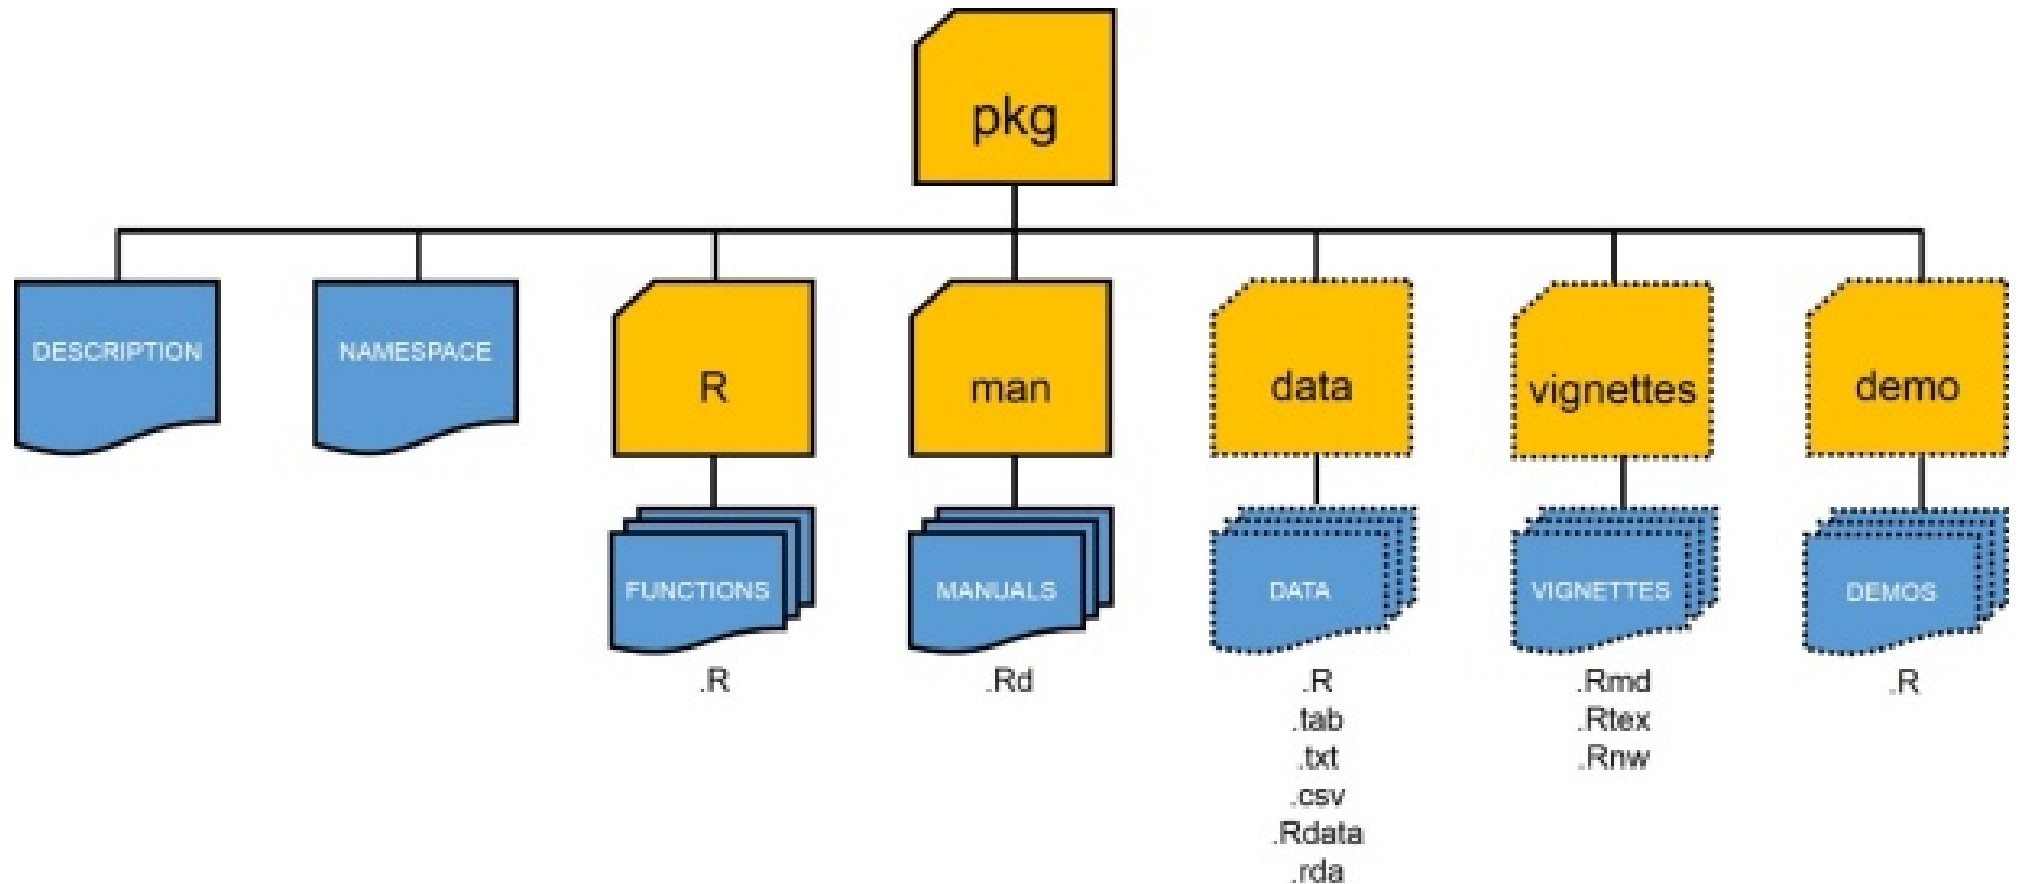 pkg
DESCRIPTION
NAMESPACE
R
man
data
vignettes
demo
FUNCTIONS
MANUALS
DATA
VIGNETTES
DEMOS
.R
.Rd
.R
.tab
.txt
.csv
.Rdata
.rda
.Rmd
.Rtex
.Rnw
.R